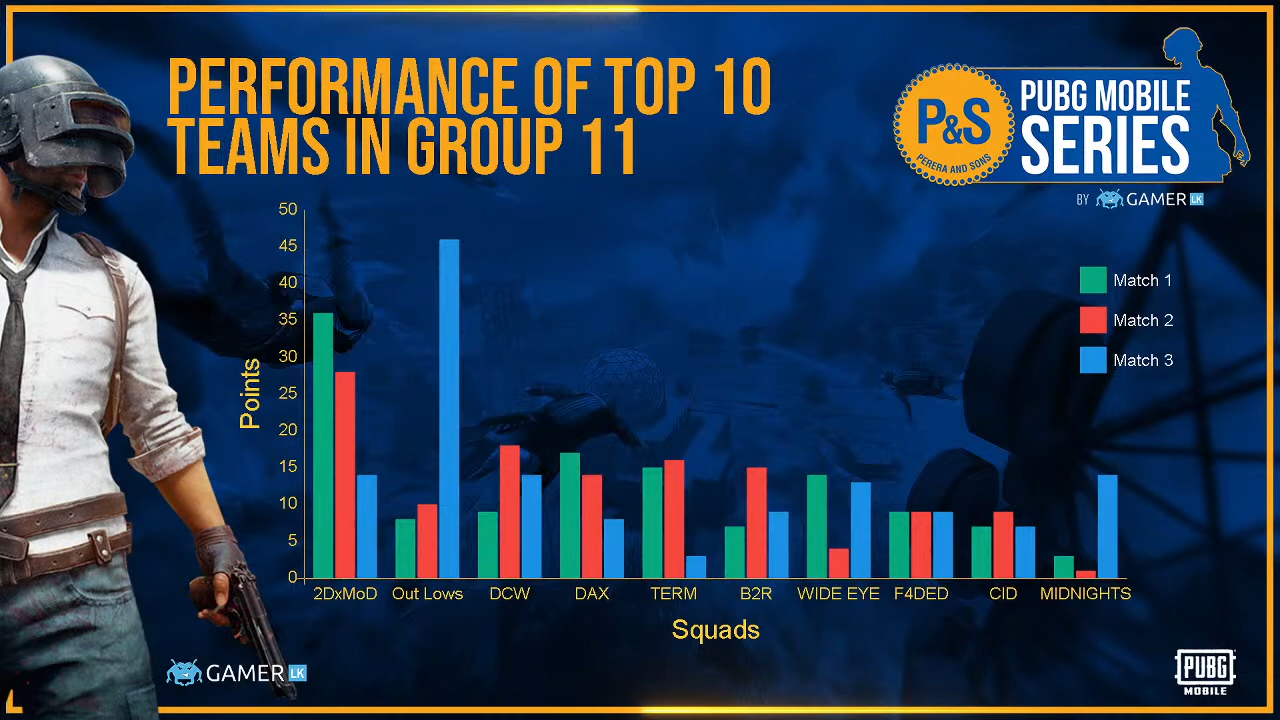 PERFORMANCE OF TOP 10
TEAMS IN GROUP 11
P&S
PERERA AND SONS
PUBG MOBILE
SERIES
BY GAMER LK
50
45
40
35
30
25
20
15
10
5
0
Points
Match 1
Match 2
Match 3
2DxMoD Out Lows DCW DAX TERM B2R WIDE EYE F4DED CID MIDNIGHTS
Squads
GAMER LK
PUBG
MOBILE